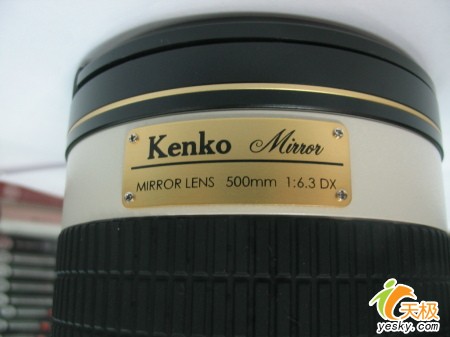 Kenko Mirror
MIRROR LENS 500mm 1:6.3 DX
天极
yesky.com